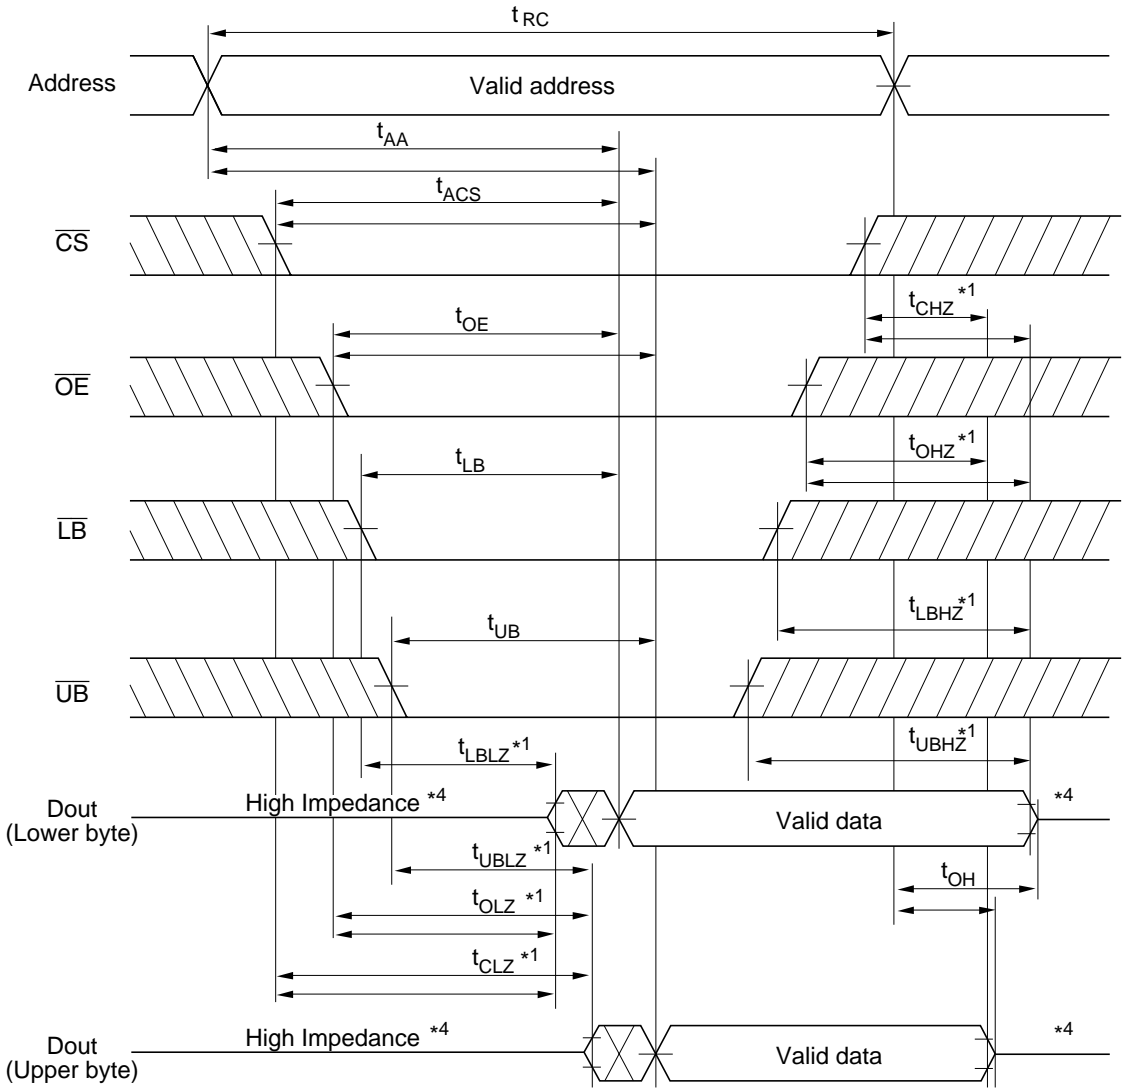 t RC
Address
Valid address
tAA
tACS
CS
tCHZ *1
tOE
OE
tOHZ *1
tLB
LB
tLBHZ*1
tUB
UB
tUBHZ*1
tLBLZ *1
Dout
(Lower byte)
High Impedance *4
Valid data
*4
tUBLZ *1
tOH
tOLZ *1
tCLZ *1
Dout
(Upper byte)
High Impedance *4
Valid data
*4